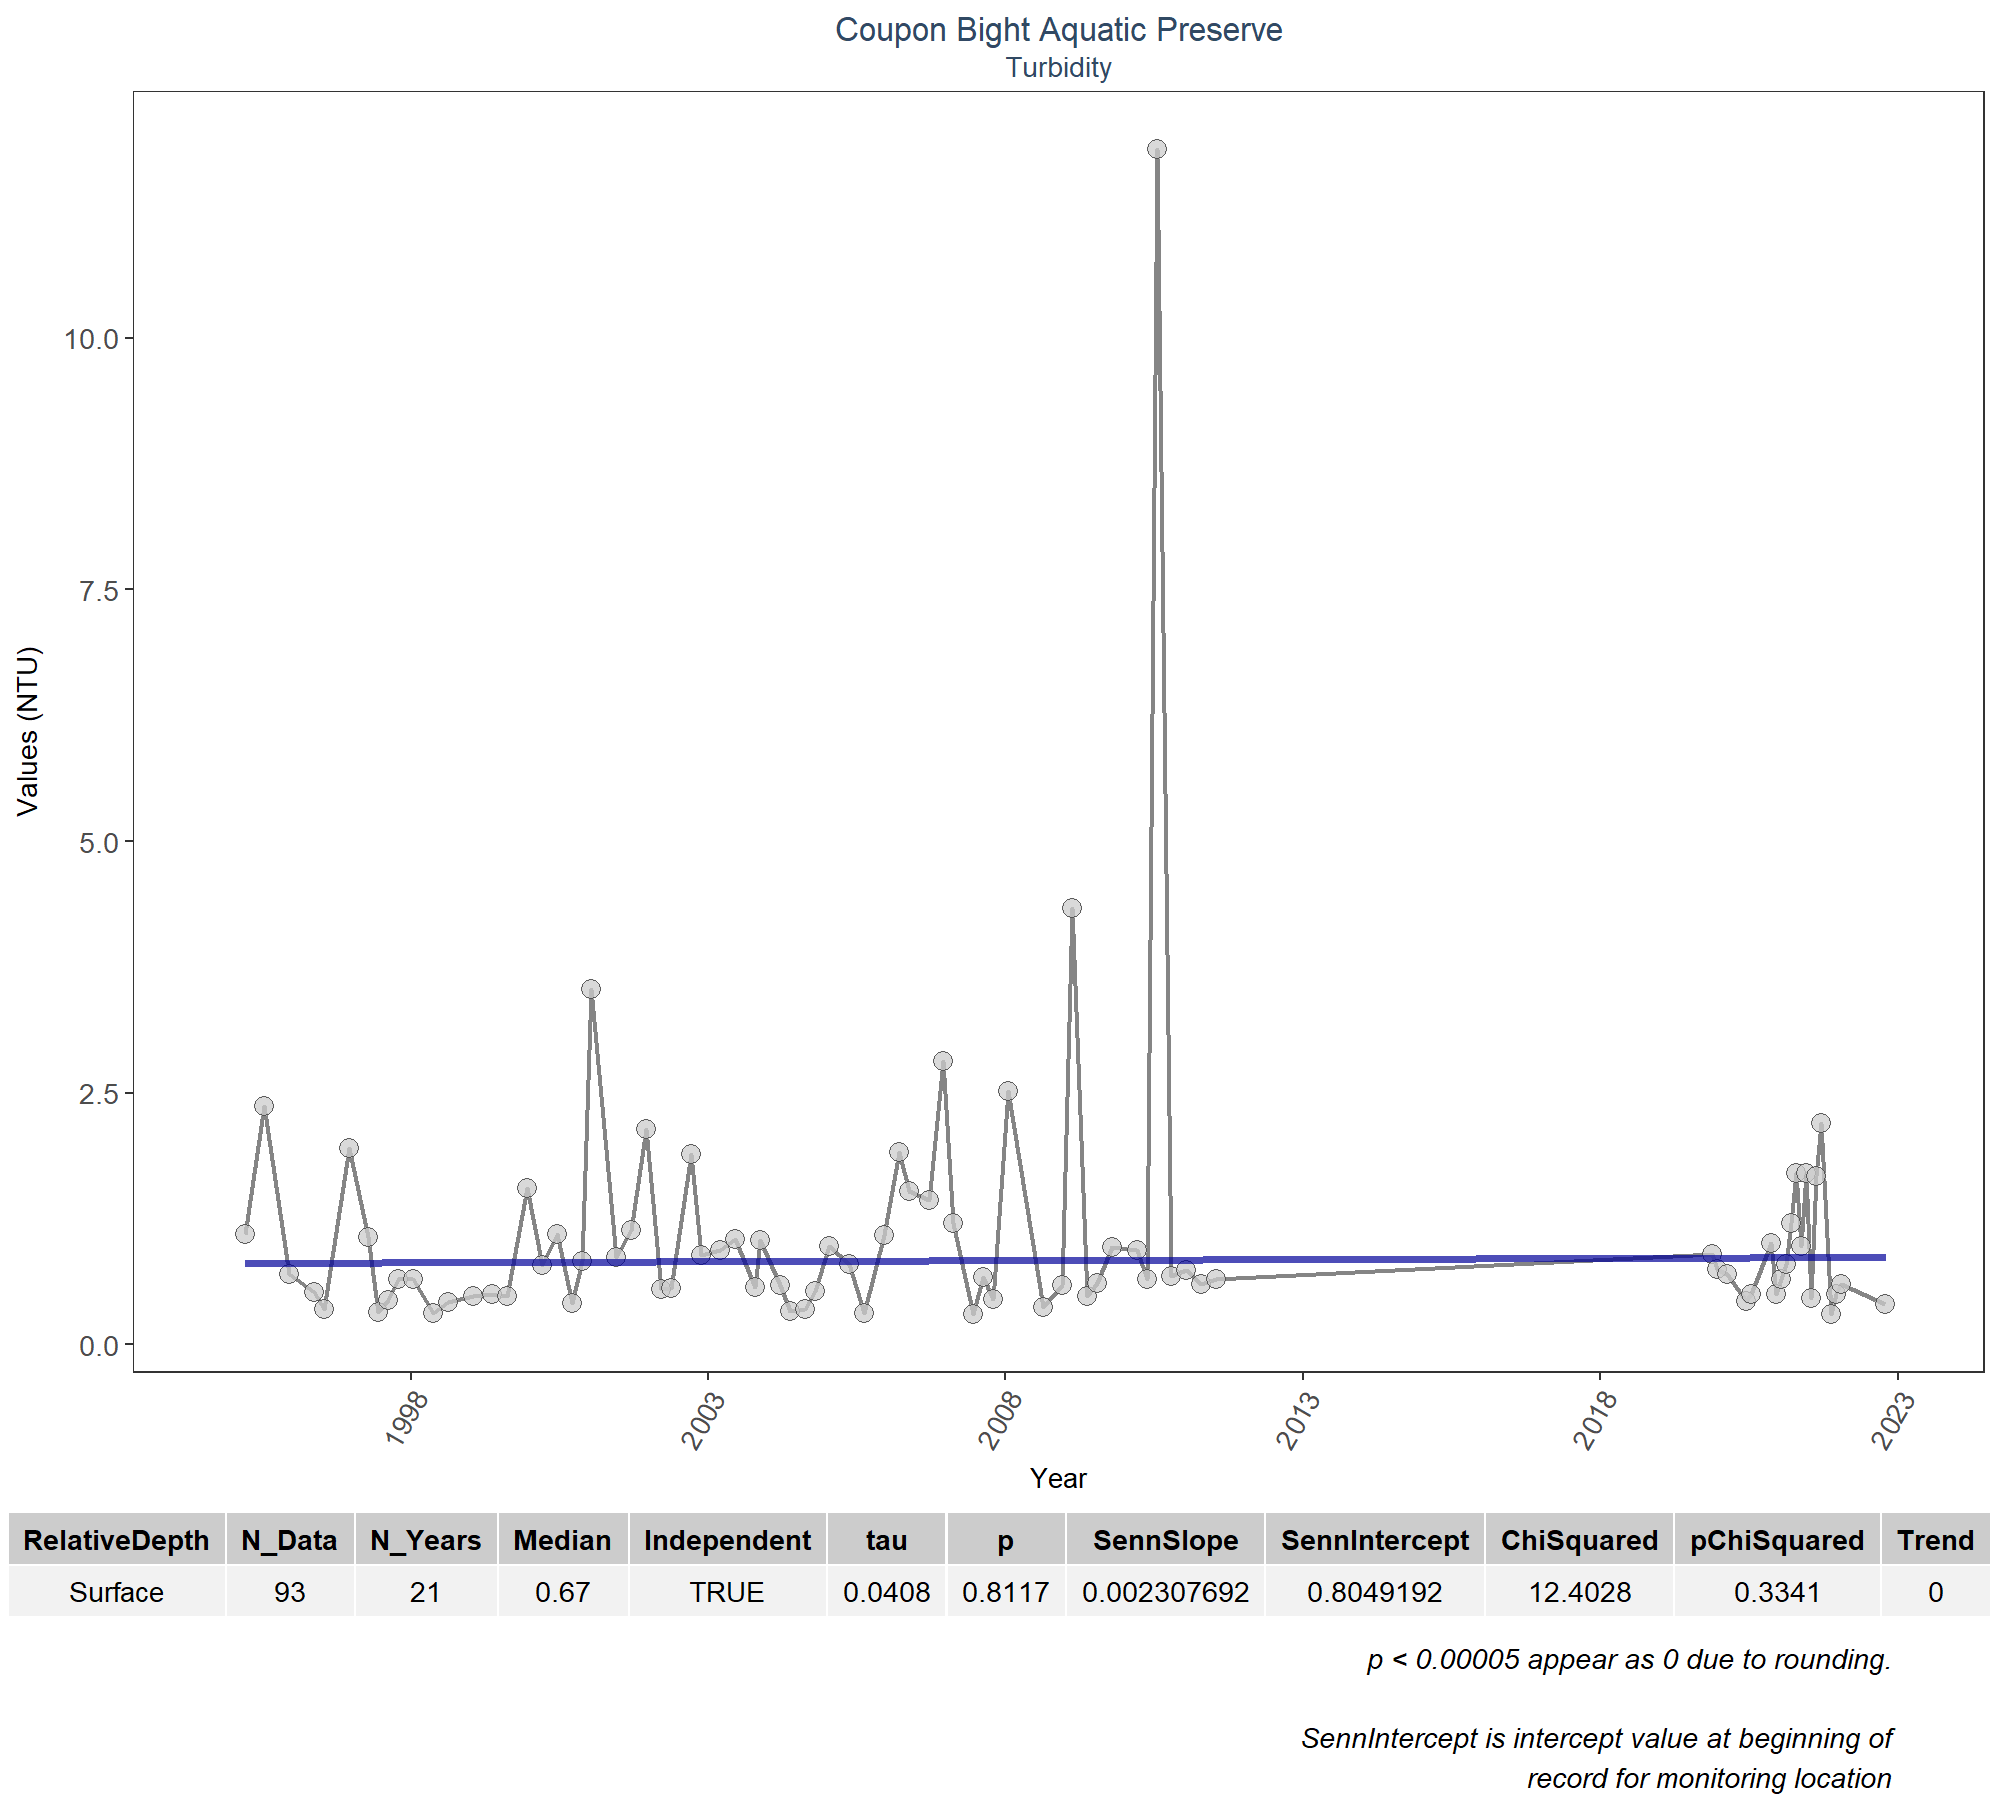 Coupon Bight Aquatic Preserve
Turbidity
10.0
7.5
5.0
2.5
0.0
Values (NTU)
1998
2003
2008
2013
2018
2023
Year
RelativeDepth N_Data N_Years Median Independent tau p SennSlope SennIntercept ChiSquared pChiSquared Trend
Surface 93 21 0.67 TRUE 0.0408 0.8117 0.002307692 0.8049192 12.4028 0.3341 0
p < 0.00005 appear as 0 due to rounding.
SennIntercept is intercept value at beginning of
record for monitoring location